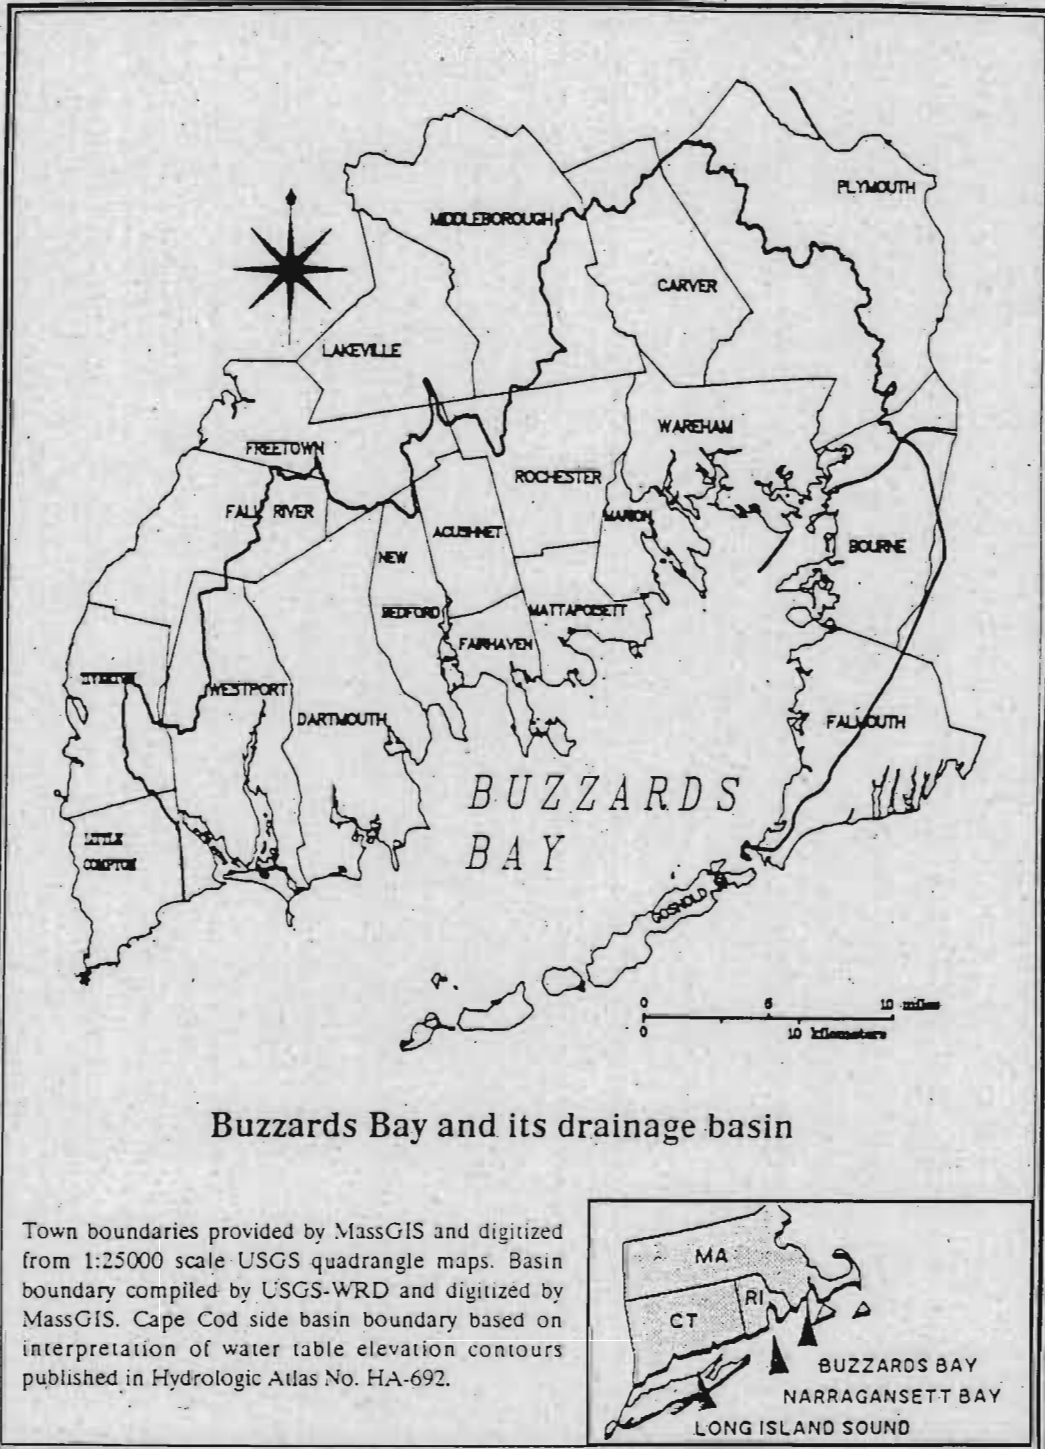 PLYMOUTH
MIDDLEBOROUGH
CARVER
LAKEVILLE
WAREHAM
FREETOWN
ROCHESTER
FALL RIVER
MARION
ACUSHNET
BOURNE
NEW
BEDFORD
MATTAPOISETT
FAIRHAVEN
TIVERTON
WESTPORT
DARTMOUTH
FALMOUTH
BUZZARDS
BAY
LITTLE
COMPTON
GOSNOLD
0 5 10 miles
0 10 kilometers
Buzzards Bay and its drainage basin
Town boundaries provided by MassGIS and digitized
from 1:25000 scale USGS quadrangle maps. Basin
boundary compiled by USGS-WRD and digitized by
MassGIS. Cape Cod side basin boundary based on
interpretation of water table elevation contours
published in Hydrologic Atlas No. HA-692.
MA
RI
CT
BUZZARDS BAY
NARRAGANSETT BAY
LONG ISLAND SOUND